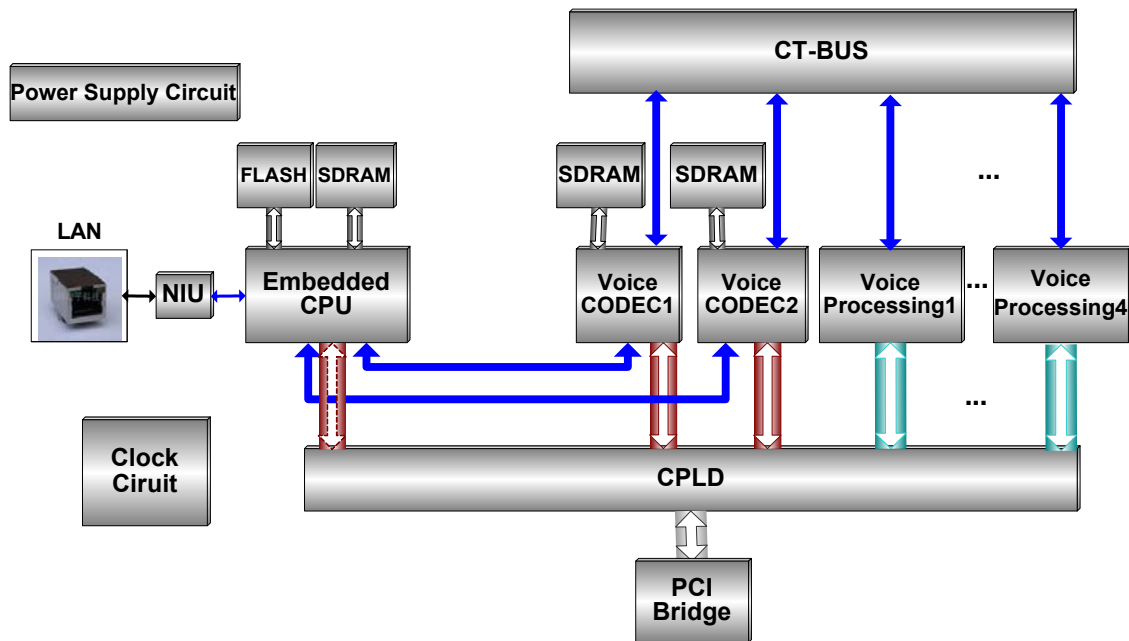 CT-BUS
Power Supply Circuit
FLASH
SDRAM
SDRAM
SDRAM
...
LAN
NIU
Embedded
CPU
Voice
CODEC1
Voice
CODEC2
Voice
Processing1
...
Voice
Processing4
...
Clock
Ciruit
CPLD
PCI
Bridge